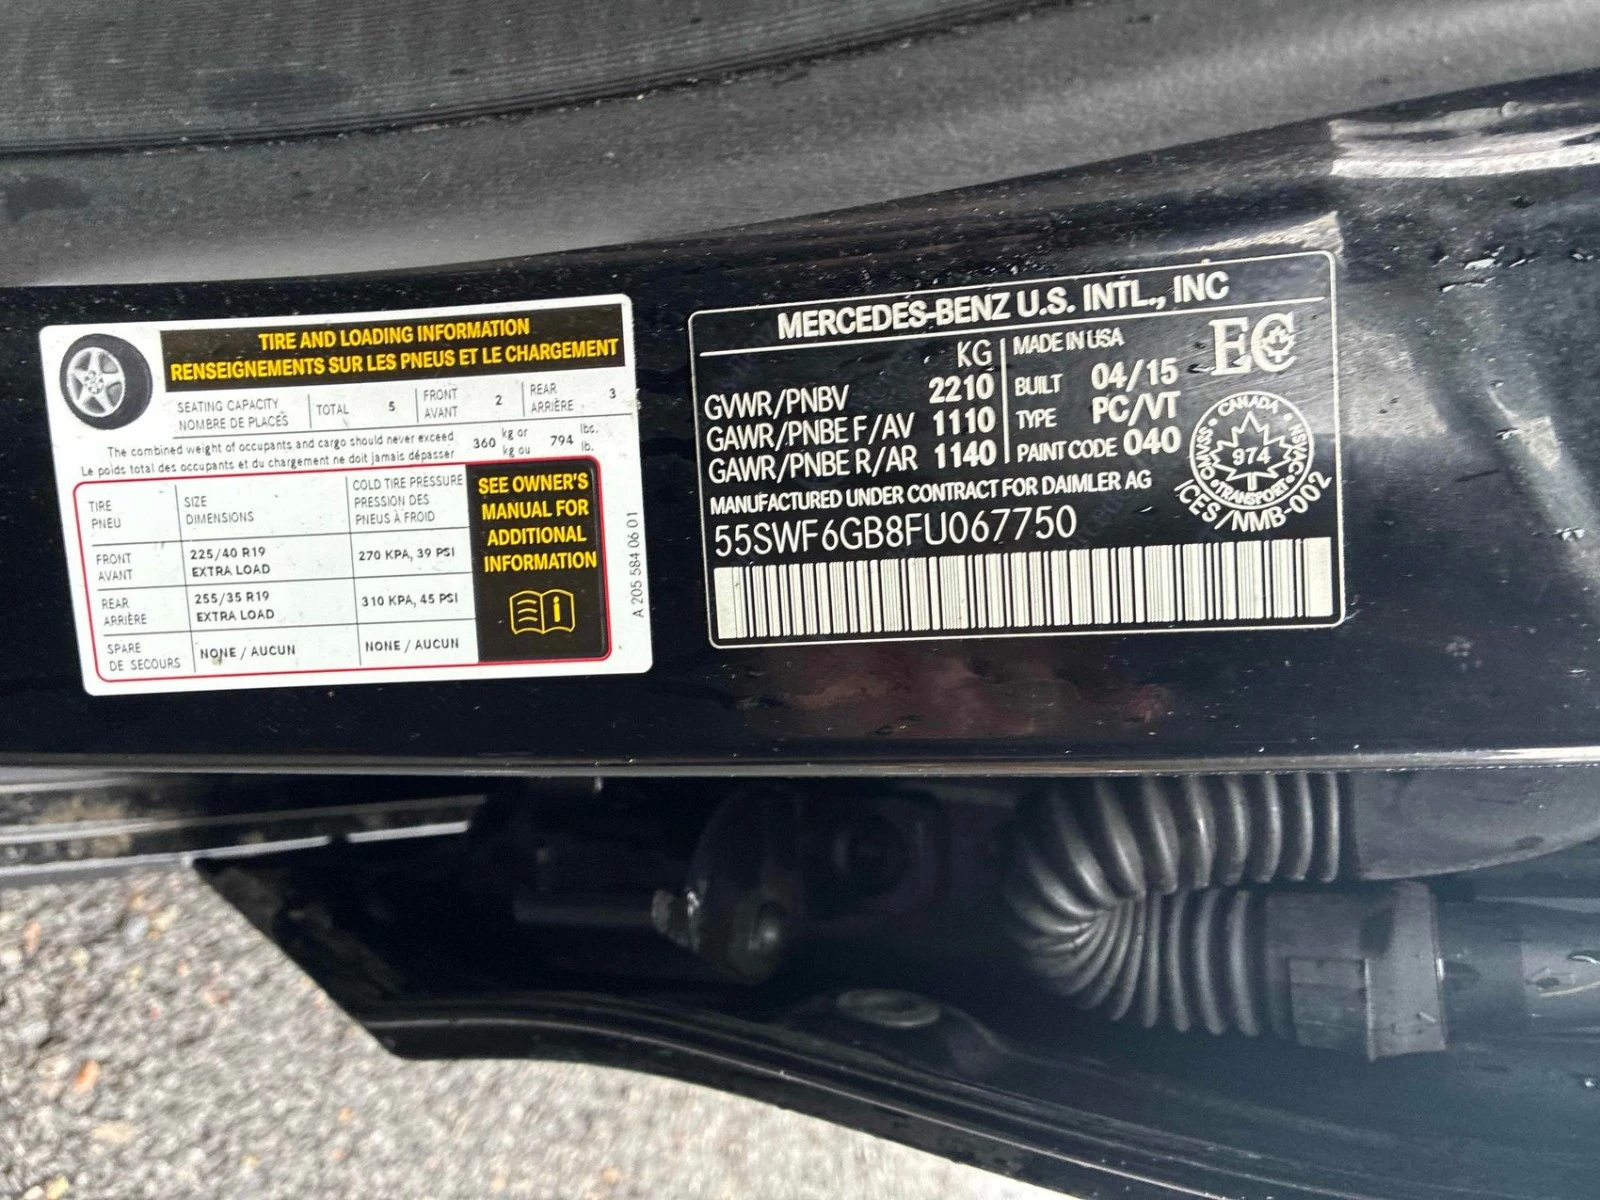 TIRE AND LOADING INFORMATION
RENSEIGNEMENTS SUR LES PNEUS ET LE CHARGEMENT
SEATING CAPACITY
NOMBRE DE PLACES
TOTAL 5
FRONT
AVANT 2
REAR
ARRIÈRE 3
The combined weight of occupants and cargo should never exceed 360 kg or 794 lbs.
Le poids total des occupants et du chargement ne doit jamais dépasser kg ou lb.
TIRE
PNEU
SIZE
DIMENSIONS
COLD TIRE PRESSURE
PRESSION DES
PNEUS À FROID
FRONT
AVANT
225/40 R19
EXTRA LOAD
270 KPA, 39 PSI
REAR
ARRIÈRE
255/35 R19
EXTRA LOAD
310 KPA, 45 PSI
SPARE
DE SECOURS
NONE / AUCUN
NONE / AUCUN
SEE OWNER'S
MANUAL FOR
ADDITIONAL
INFORMATION
i
A 205 584 06 01
MERCEDES-BENZ U.S. INTL., INC
KG
GVWR/PNBV 2210
GAWR/PNBE F/AV 1110
GAWR/PNBE R/AR 1140
MADE IN USA
BUILT 04/15
TYPE PC/VT
PAINT CODE 040
EC
CANADA
974
TRANSPORT
NSVAC
ICES/NMB-002
MANUFACTURED UNDER CONTRACT FOR DAIMLER AG
55SWF6GB8FU067750